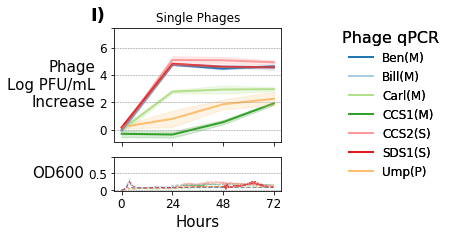 I)
Single Phages
Phage
Log PFU/mL
Increase
6
4
2
0
OD600
0.5
0
0
24
48
72
Hours
Phage qPCR
Ben(M)
Bill(M)
Carl(M)
CCS1(M)
CCS2(S)
SDS1(S)
Ump(P)